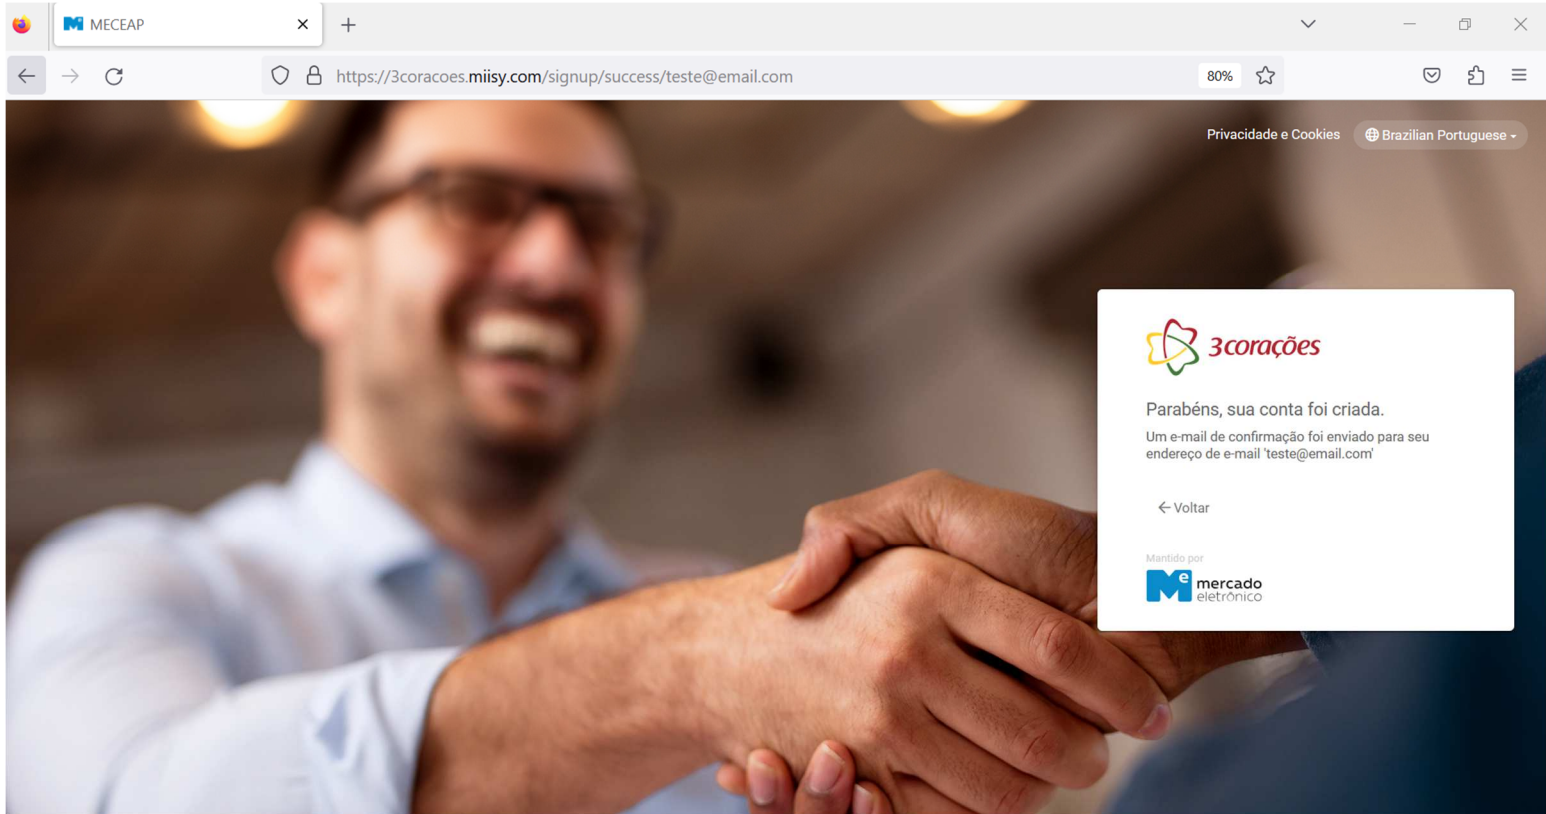 MECEAP
https://3coracoes.miisy.com/signup/success/teste@email.com
80%
Privacidade e Cookies
Brazilian Portuguese
3corações
Parabéns, sua conta foi criada.
Um e-mail de confirmação foi enviado para seu
endereço de e-mail 'teste@email.com'
Voltar
Mantido por
Me mercado
eletrônico